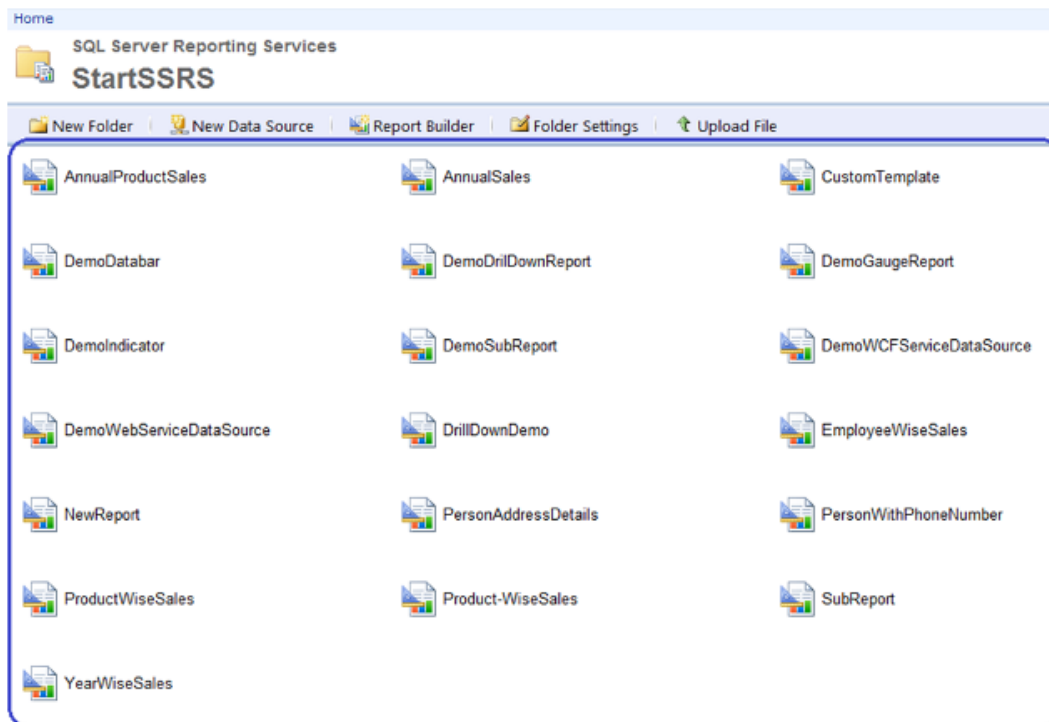 Home
SQL Server Reporting Services
StartSSRS
New Folder New Data Source Report Builder Folder Settings Upload File
AnnualProductSales AnnualSales CustomTemplate
DemoDatabar DemoDrilDownReport DemoGaugeReport
DemoIndicator DemoSubReport DemoWCFServiceDataSource
DemoWebServiceDataSource DrillDownDemo EmployeeWiseSales
NewReport PersonAddressDetails PersonWithPhoneNumber
ProductWiseSales Product-WiseSales SubReport
YearWiseSales